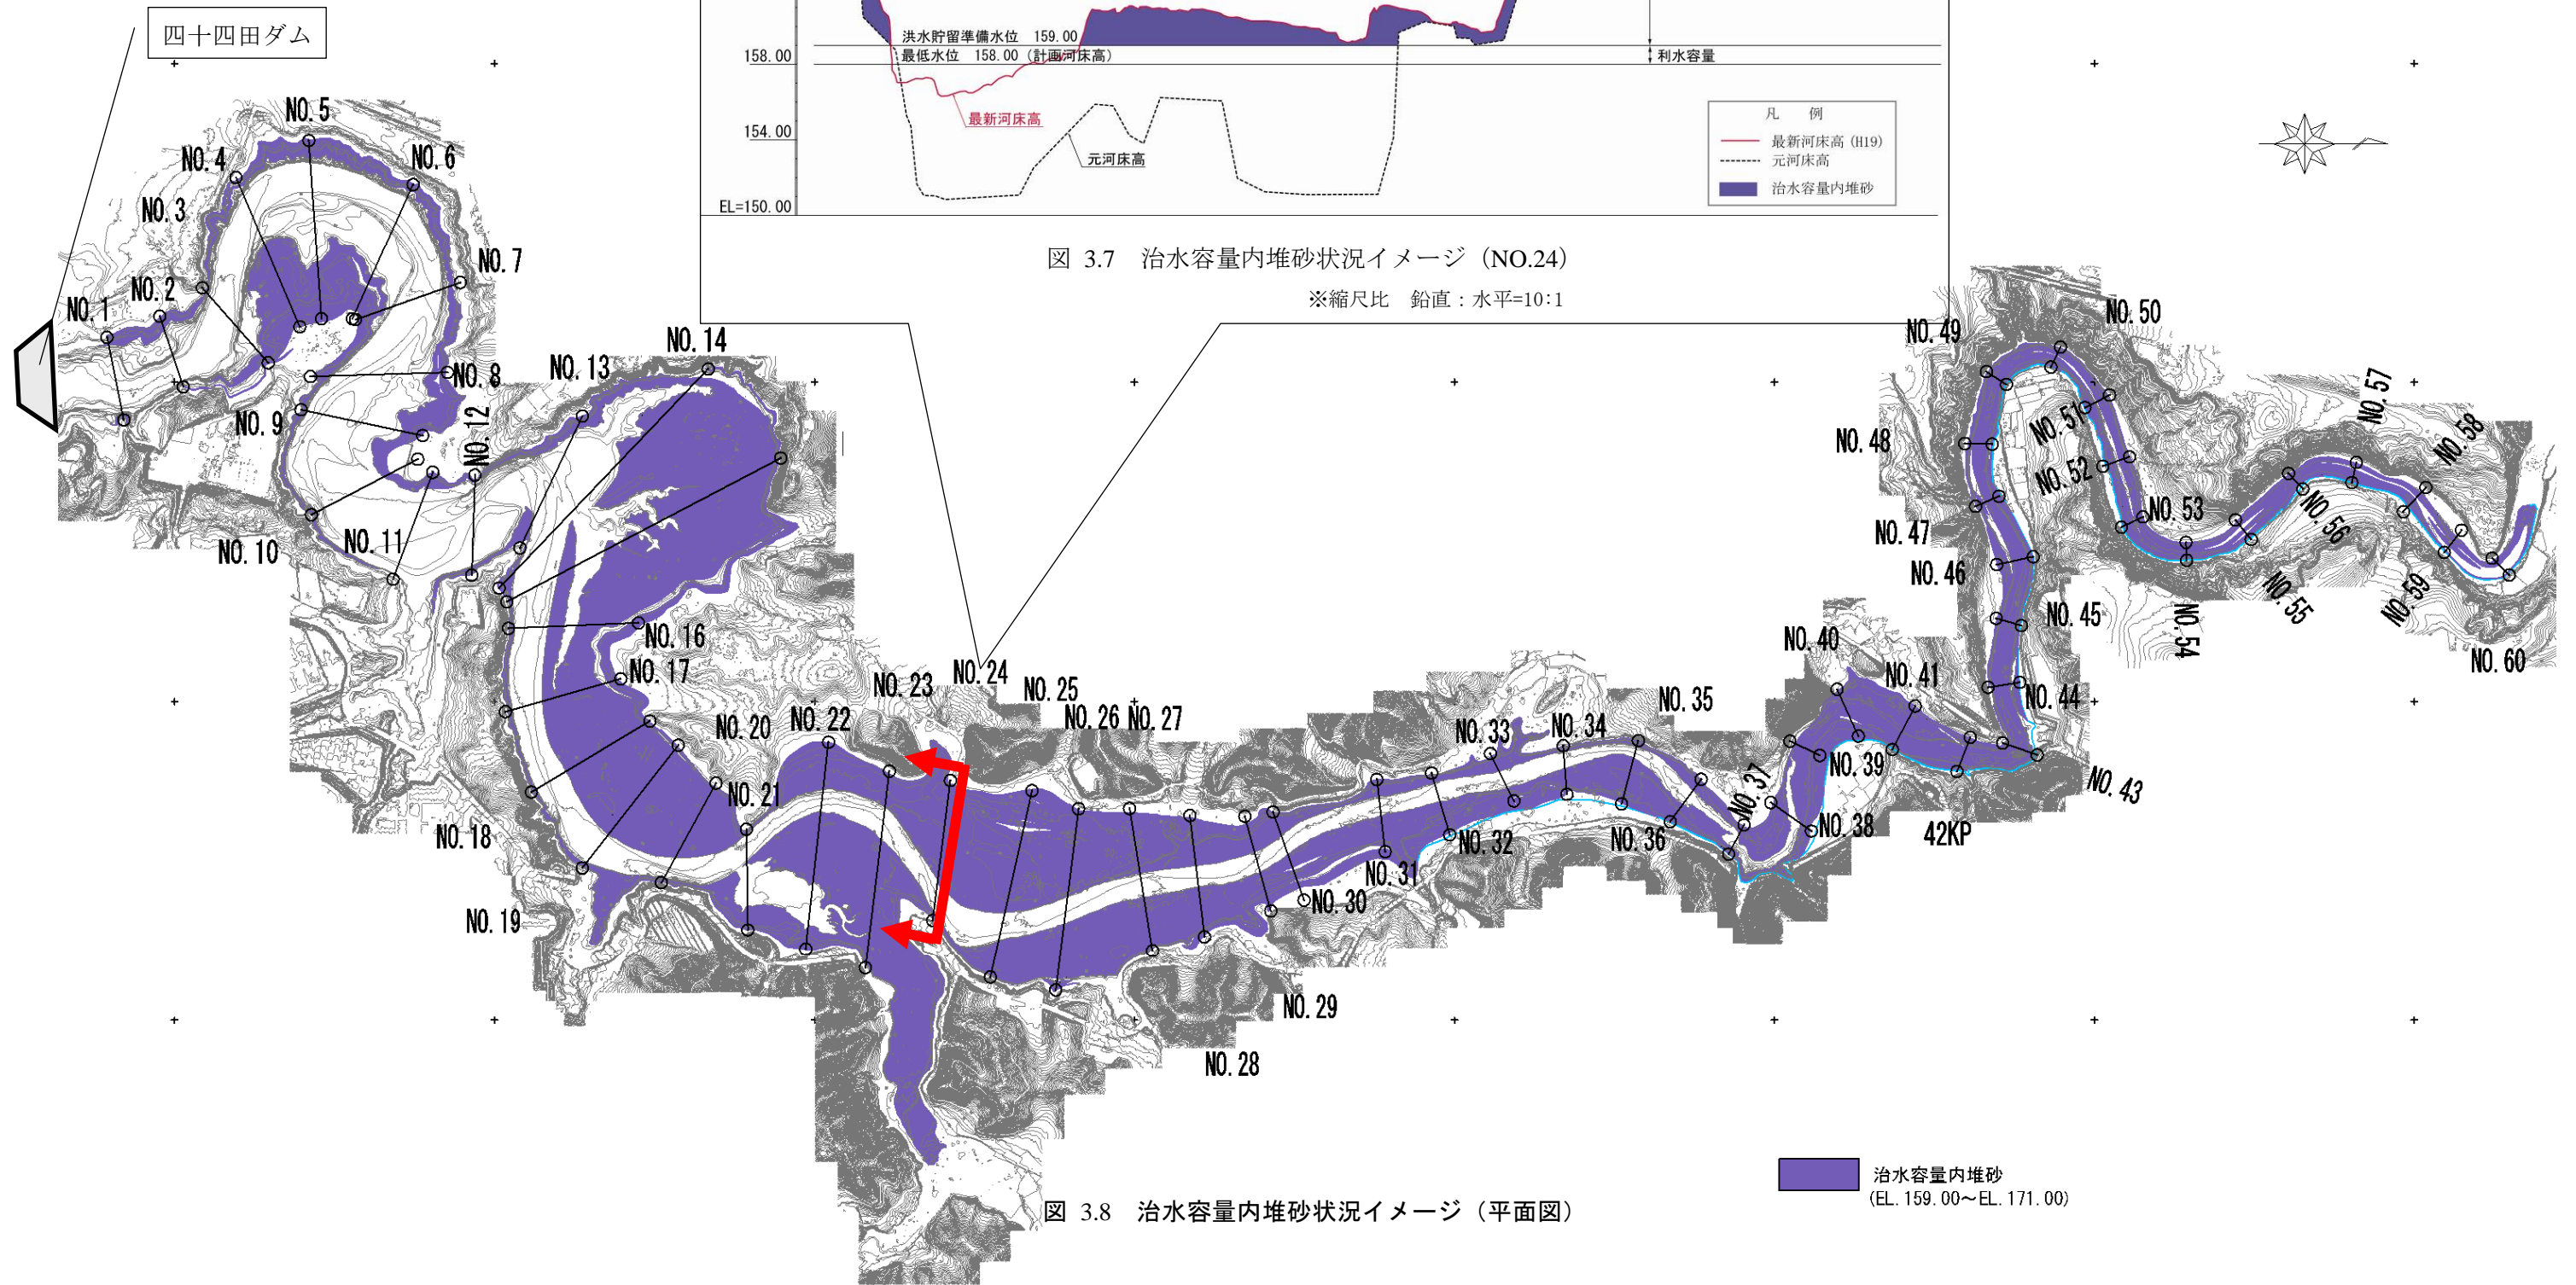 四十四田ダム
洪水貯留準備水位 159.00
最低水位 158.00 (計画河床高)
158.00
利水容量
最新河床高
154.00
元河床高
EL=150.00
凡 例
最新河床高 (H19)
元河床高
治水容量内堆砂
図 3.7 治水容量内堆砂状況イメージ（NO.24）
※縮尺比 鉛直：水平=10:1
NO. 1
NO. 2
NO. 3
NO. 4
NO. 5
NO. 6
NO. 7
NO. 8
NO. 9
NO. 10
NO. 11
NO. 12
NO. 13
NO. 14
NO. 16
NO. 17
NO. 18
NO. 19
NO. 20
NO. 21
NO. 22
NO. 23
NO. 24
NO. 25
NO. 26
NO. 27
NO. 28
NO. 29
NO. 30
NO. 31
NO. 32
NO. 33
NO. 34
NO. 35
NO. 36
NO. 37
NO. 38
NO. 39
NO. 40
NO. 41
42KP
NO. 43
NO. 44
NO. 45
NO. 46
NO. 47
NO. 48
NO. 49
NO. 50
NO. 51
NO. 52
NO. 53
NO. 54
NO. 55
NO. 56
NO. 57
NO. 58
NO. 59
NO. 60
治水容量内堆砂
(EL. 159.00～EL. 171.00)
図 3.8 治水容量内堆砂状況イメージ（平面図）